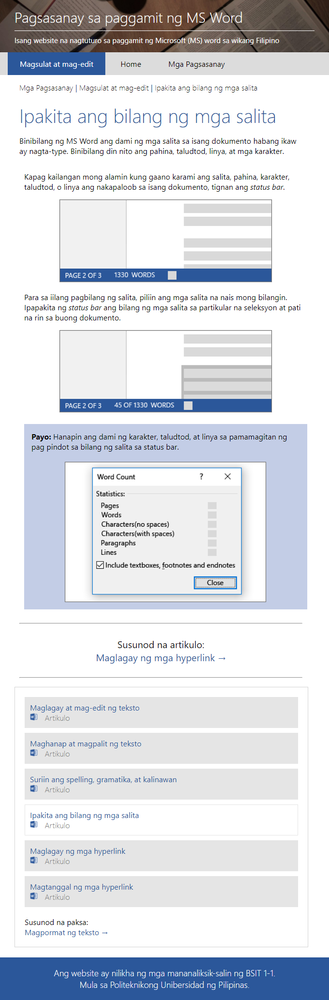 Pagsasanay sa paggamit ng MS Word
Isang website na nagtuturo sa paggamit ng Microsoft (MS) word sa wikang Filipino
Magsulat at mag-edit Home Mga Pagsasanay
Mga Pagsasanay | Magsulat at mag-edit | Ipakita ang bilang ng mga salita
Ipakita ang bilang ng mga salita
Binibilang ng MS Word ang dami ng mga salita sa isang dokumento habang ikaw
ay nagta-type. Binibilang din nito ang pahina, taludtod, linya, at mga karakter.
Kapag kailangan mong alamin kung gaano karami ang salita, pahina, karakter,
taludtod, o linya ang nakapaloob sa isang dokumento, tignan ang status bar.
PAGE 2 OF 3 1330 WORDS
Para sa iilang pagbilang ng salita, piliin ang mga salita na nais mong bilangin.
Ipapakita ng status bar ang bilang ng mga salita sa partikular na seleksyon at pati
na rin sa buong dokumento.
PAGE 2 OF 3 45 OF 1330 WORDS
Payo: Hanapin ang dami ng karakter, taludtod, at linya sa pamamagitan ng
pag pindot sa bilang ng salita sa status bar.
Word Count ?
Statistics:
Pages
Words
Characters(no spaces)
Characters(with spaces)
Paragraphs
Lines
Include textboxes, footnotes and endnotes
Close
Susunod na artikulo:
Maglagay ng mga hyperlink →
Maglagay at mag-edit ng teksto
Artikulo
Maghanap at magpalit ng teksto
Artikulo
Suriin ang spelling, gramatika, at kalinawan
Artikulo
Ipakita ang bilang ng mga salita
Artikulo
Maglagay ng mga hyperlink
Artikulo
Magtanggal ng mga hyperlink
Artikulo
Susunod na paksa:
Magpormat ng teksto →
Ang website ay nilikha ng mga mananaliksik-salin ng BSIT 1-1.
Mula sa Politeknikong Unibersidad ng Pilipinas.